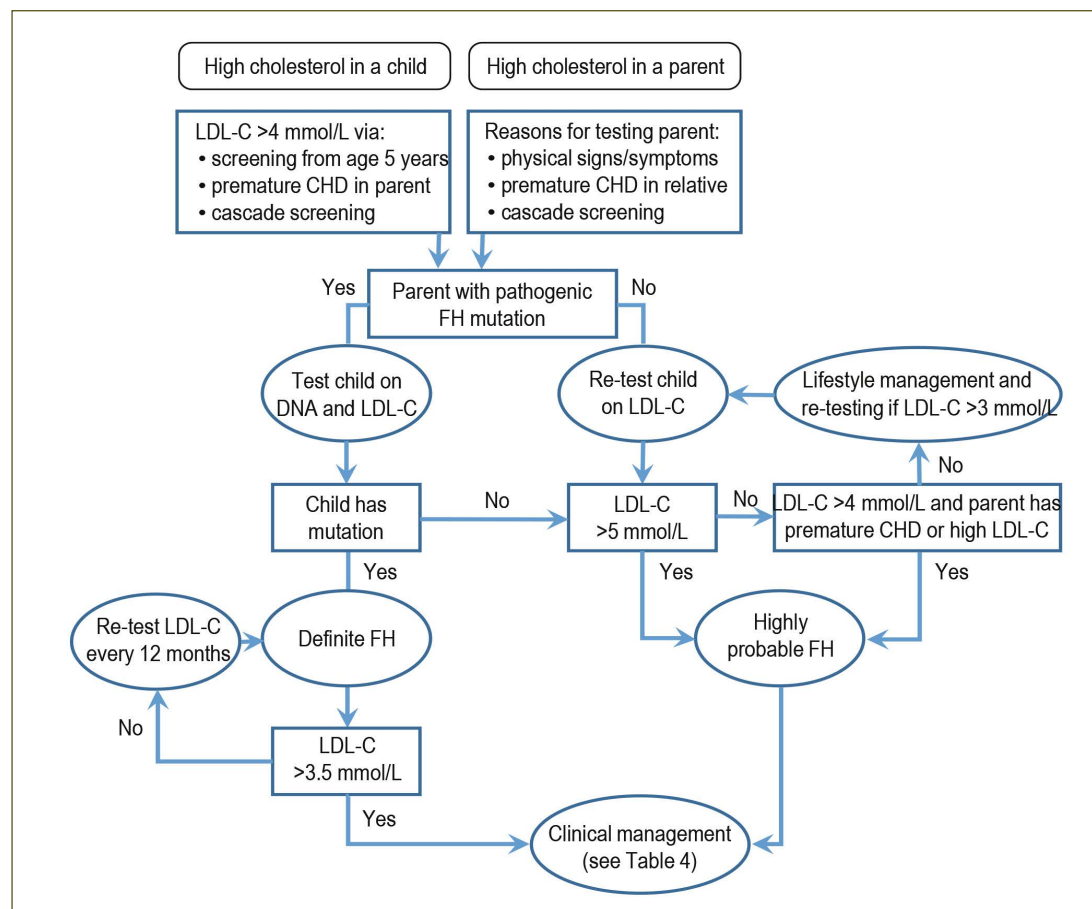 High cholesterol in a child
High cholesterol in a parent
LDL-C >4 mmol/L via:
• screening from age 5 years
• premature CHD in parent
• cascade screening
Reasons for testing parent:
• physical signs/symptoms
• premature CHD in relative
• cascade screening
Yes
Parent with pathogenic
FH mutation
No
Test child on
DNA and LDL-C
Re-test child
on LDL-C
Lifestyle management and
re-testing if LDL-C >3 mmol/L
No
Child has
mutation
No
LDL-C
>5 mmol/L
No
LDL-C >4 mmol/L and parent has
premature CHD or high LDL-C
Yes
Yes
Yes
Re-test LDL-C
every 12 months
Definite FH
Highly
probable FH
No
LDL-C
>3.5 mmol/L
Yes
Clinical management
(see Table 4)